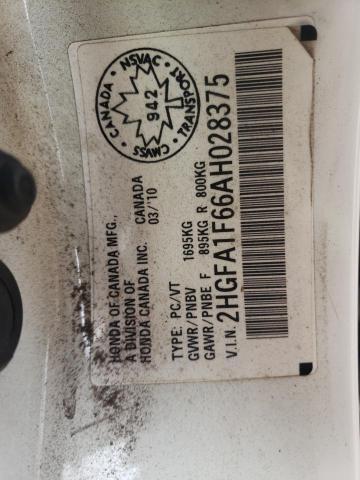 HONDA OF CANADA MFG.,
A DIVISION OF
HONDA CANADA INC. CANADA
03/'10
TYPE: PC/VT
GVWR/PNBV 1695KG
GAWR/PNBE F 895KG R 800KG
V.I.N. 2HGFA1F66AH028375
CANADA • NSVAC •
942
CMVSS • TRANSPORT